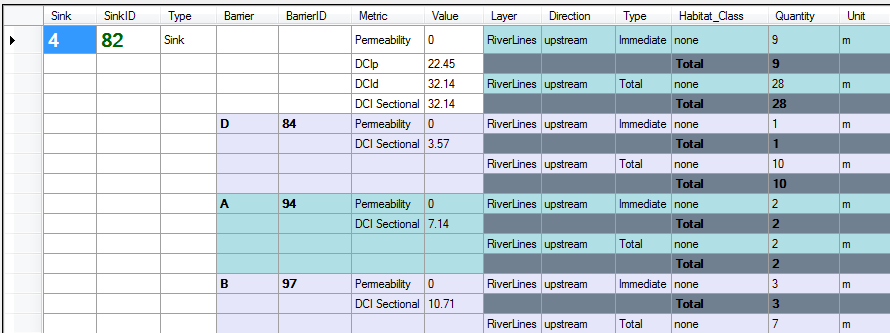 Sink SinkID Type Barrier BarrierID Metric Value Layer Direction Type Habitat_Class Quantity Unit
4 82 Sink Permeability 0 RiverLines upstream Immediate none 9 m
DCIp 22.45 Total 9
DCId 32.14 RiverLines upstream Total none 28 m
DCI Sectional 32.14 Total 28
D 84 Permeability 0 RiverLines upstream Immediate none 1 m
DCI Sectional 3.57 Total 1
RiverLines upstream Total none 10 m
Total 10
A 94 Permeability 0 RiverLines upstream Immediate none 2 m
DCI Sectional 7.14 Total 2
RiverLines upstream Total none 2 m
Total 2
B 97 Permeability 0 RiverLines upstream Immediate none 3 m
DCI Sectional 10.71 Total 3
RiverLines upstream Total none 7 m